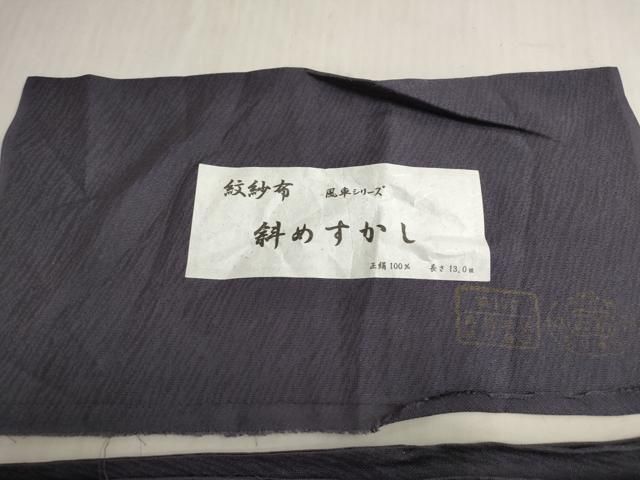 紋紗布 風車シリーズ
斜めすかし
正絹100% 長さ13.0m